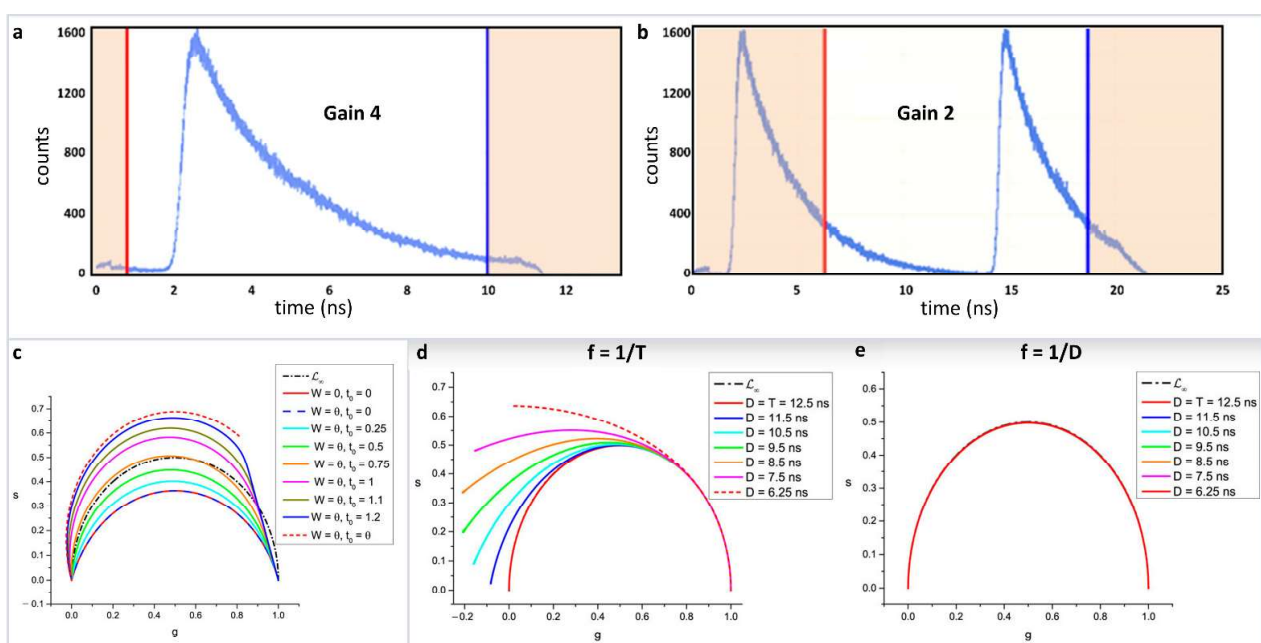 a
1600
1200
800
400
0
counts
Gain 4
0 2 4 6 8 10 12
time (ns)
b
1600
1200
800
400
0
counts
Gain 2
0 5 10 15 20 25
time (ns)
c
0.7
0.6
0.5
0.4
0.3
0.2
0.1
0.0
−0.1
s
0.0 0.2 0.4 0.6 0.8 1.0
g
ℒ∞
W = 0, t₀ = 0
W = θ, t₀ = 0
W = θ, t₀ = 0.25
W = θ, t₀ = 0.5
W = θ, t₀ = 0.75
W = θ, t₀ = 1
W = θ, t₀ = 1.1
W = θ, t₀ = 1.2
W = θ, t₀ = θ
d
f = 1/T
0.7
0.6
0.5
0.4
0.3
0.2
0.1
0.0
s
−0.2 0.0 0.2 0.4 0.6 0.8 1.0
g
ℒ∞
D = T = 12.5 ns
D = 11.5 ns
D = 10.5 ns
D = 9.5 ns
D = 8.5 ns
D = 7.5 ns
D = 6.25 ns
e
f = 1/D
0.5
0.4
0.3
0.2
0.1
0.0
s
0.0 0.2 0.4 0.6 0.8 1.0
g
ℒ∞
D = T = 12.5 ns
D = 11.5 ns
D = 10.5 ns
D = 9.5 ns
D = 8.5 ns
D = 7.5 ns
D = 6.25 ns